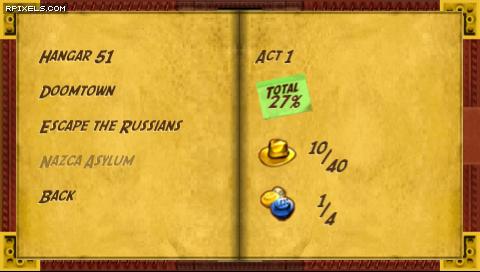 RPIXELS.COM
Hangar 51
Doomtown
Escape the Russians
Nazca Asylum
Back
Act 1
Total
27%
10/40
1/4